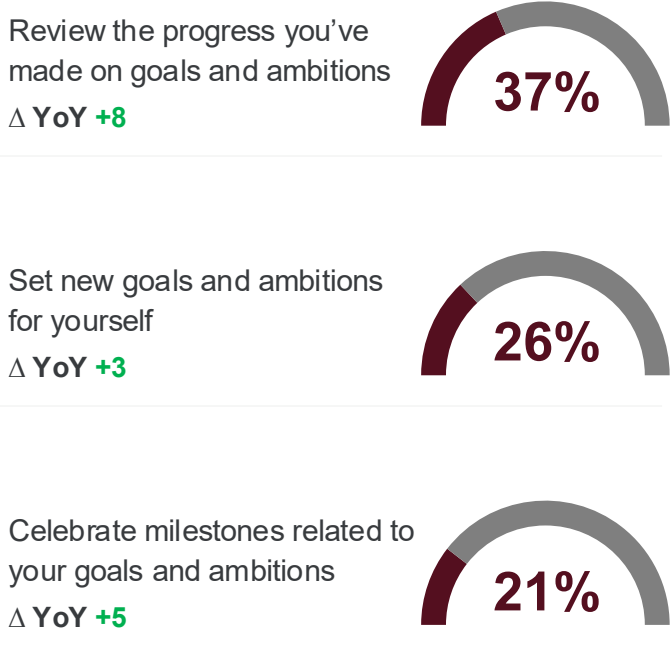 Review the progress you’ve
made on goals and ambitions
37%
Δ YoY +8
Set new goals and ambitions
for yourself
26%
Δ YoY +3
Celebrate milestones related to
your goals and ambitions
21%
Δ YoY +5